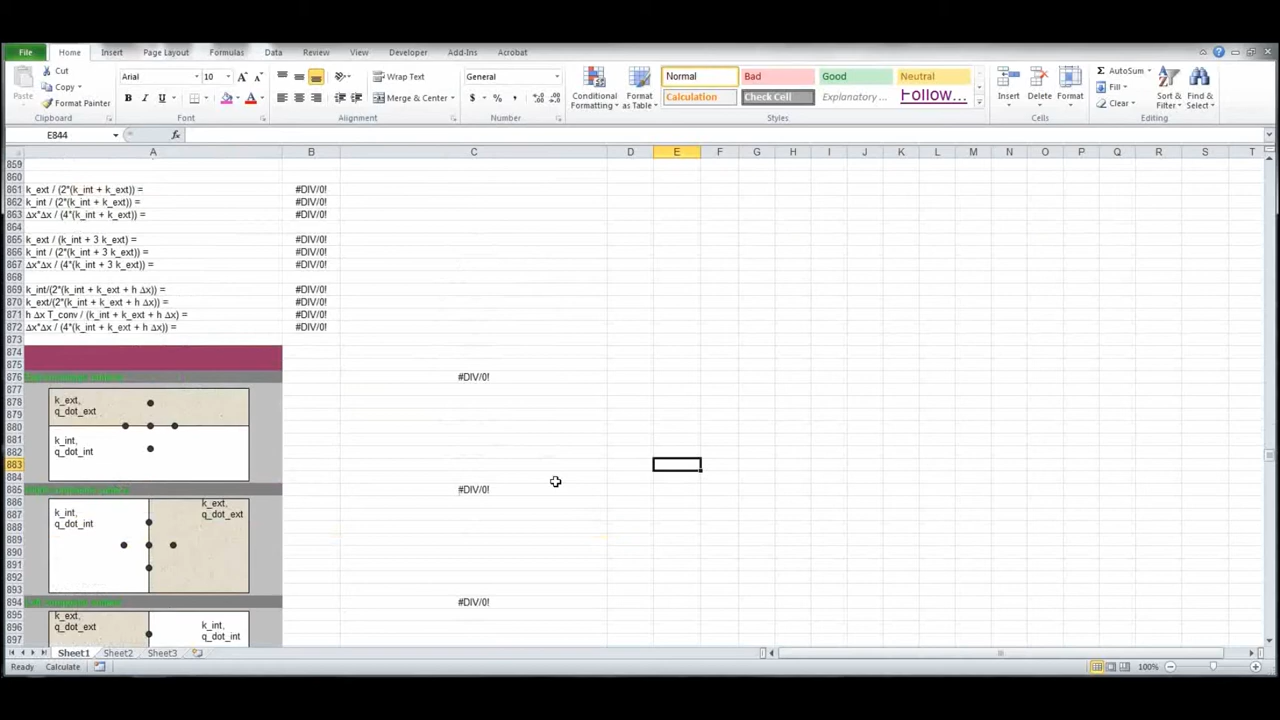 File Home Insert Page Layout Formulas Data Review View Developer Add-Ins Acrobat
Paste Cut Copy Format Painter Clipboard
Arial 10 B I U Font
Wrap Text Merge & Center Alignment
General $ % , Number
Conditional Formatting Format as Table
Normal Bad Good Neutral
Calculation Check Cell Explanatory ... Follow...
Styles
Insert Delete Format Cells
AutoSum Fill Clear Sort & Filter Find & Select Editing
E844 fx
A B C D E F G H I J K L M N O P Q R S T
859
860
861 k_ext / (2*(k_int + k_ext)) = #DIV/0!
862 k_int / (2*(k_int + k_ext)) = #DIV/0!
863 Δx*Δx / (4*(k_int + k_ext)) = #DIV/0!
864
865 k_ext / (k_int + 3 k_ext) = #DIV/0!
866 k_int / (2*(k_int + 3 k_ext)) = #DIV/0!
867 Δx*Δx / (4*(k_int + 3 k_ext)) = #DIV/0!
868
869 k_int/(2*(k_int + k_ext + h Δx)) = #DIV/0!
870 k_ext/(2*(k_int + k_ext + h Δx)) = #DIV/0!
871 h Δx T_conv / (k_int + k_ext + h Δx) = #DIV/0!
872 Δx*Δx / (4*(k_int + k_ext + h Δx)) = #DIV/0!
873
874
875
876 #DIV/0!
877
878 k_ext,
879 q_dot_ext
880
881 k_int,
882 q_dot_int
883
884
885 #DIV/0!
886 k_ext,
887 k_int, q_dot_ext
888 q_dot_int
889
890
891
892
893
894 #DIV/0!
895 k_ext,
896 q_dot_ext k_int,
897 q_dot_int
Sheet1 Sheet2 Sheet3
Ready Calculate 100%